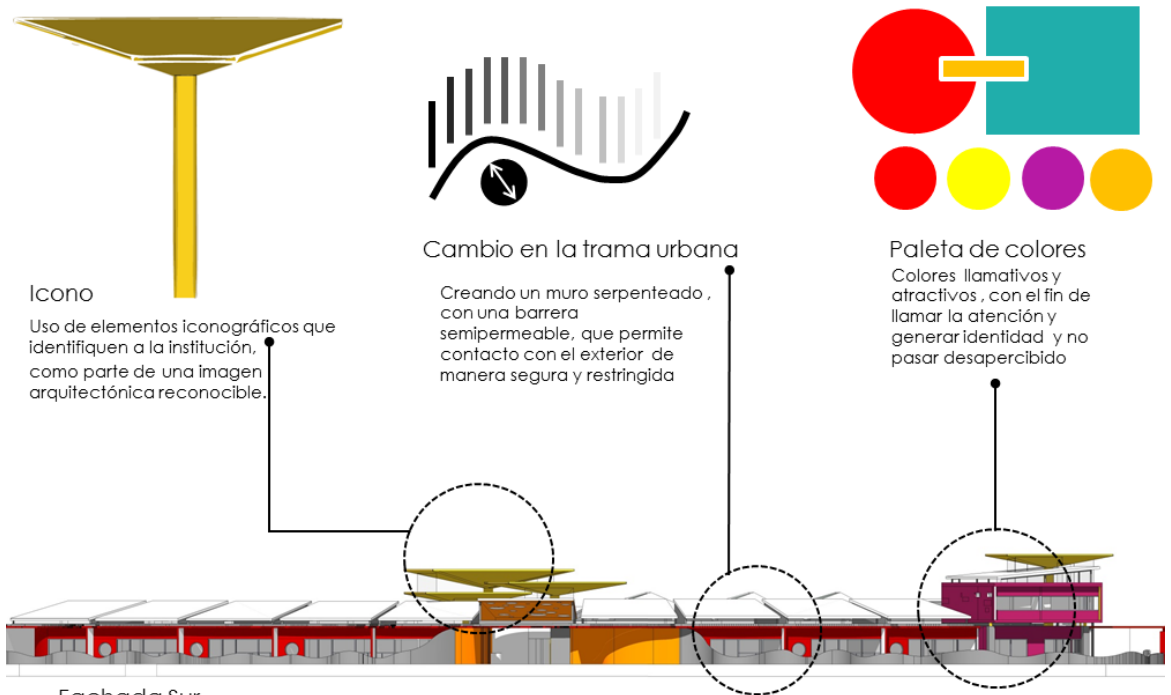 Icono
Uso de elementos iconográficos que
identifiquen a la institución,
como parte de una imagen
arquitectónica reconocible.
Cambio en la trama urbana
Creando un muro serpenteado ,
con una barrera
semipermeable, que permite
contacto con el exterior de
manera segura y restringida
Paleta de colores
Colores llamativos y
atractivos , con el fin de
llamar la atención y
generar identidad y no
pasar desapercibido
Fachada Sur